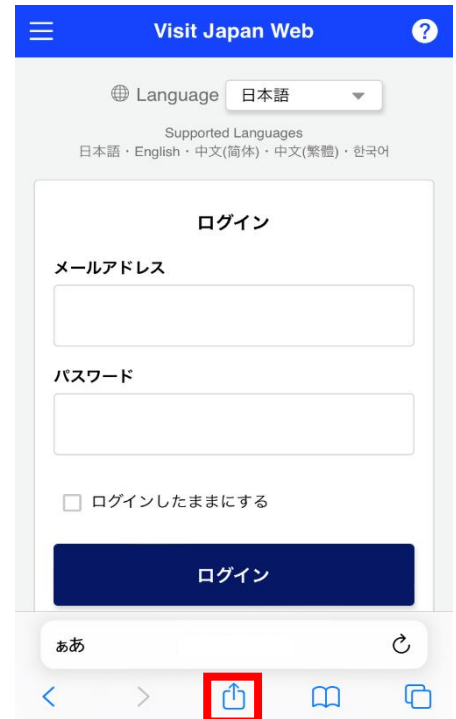 Visit Japan Web
?
Language 日本語
Supported Languages
日本語・English・中文(简体)・中文(繁體)・한국어
ログイン
メールアドレス
パスワード
ログインしたままにする
ログイン
ぁあ